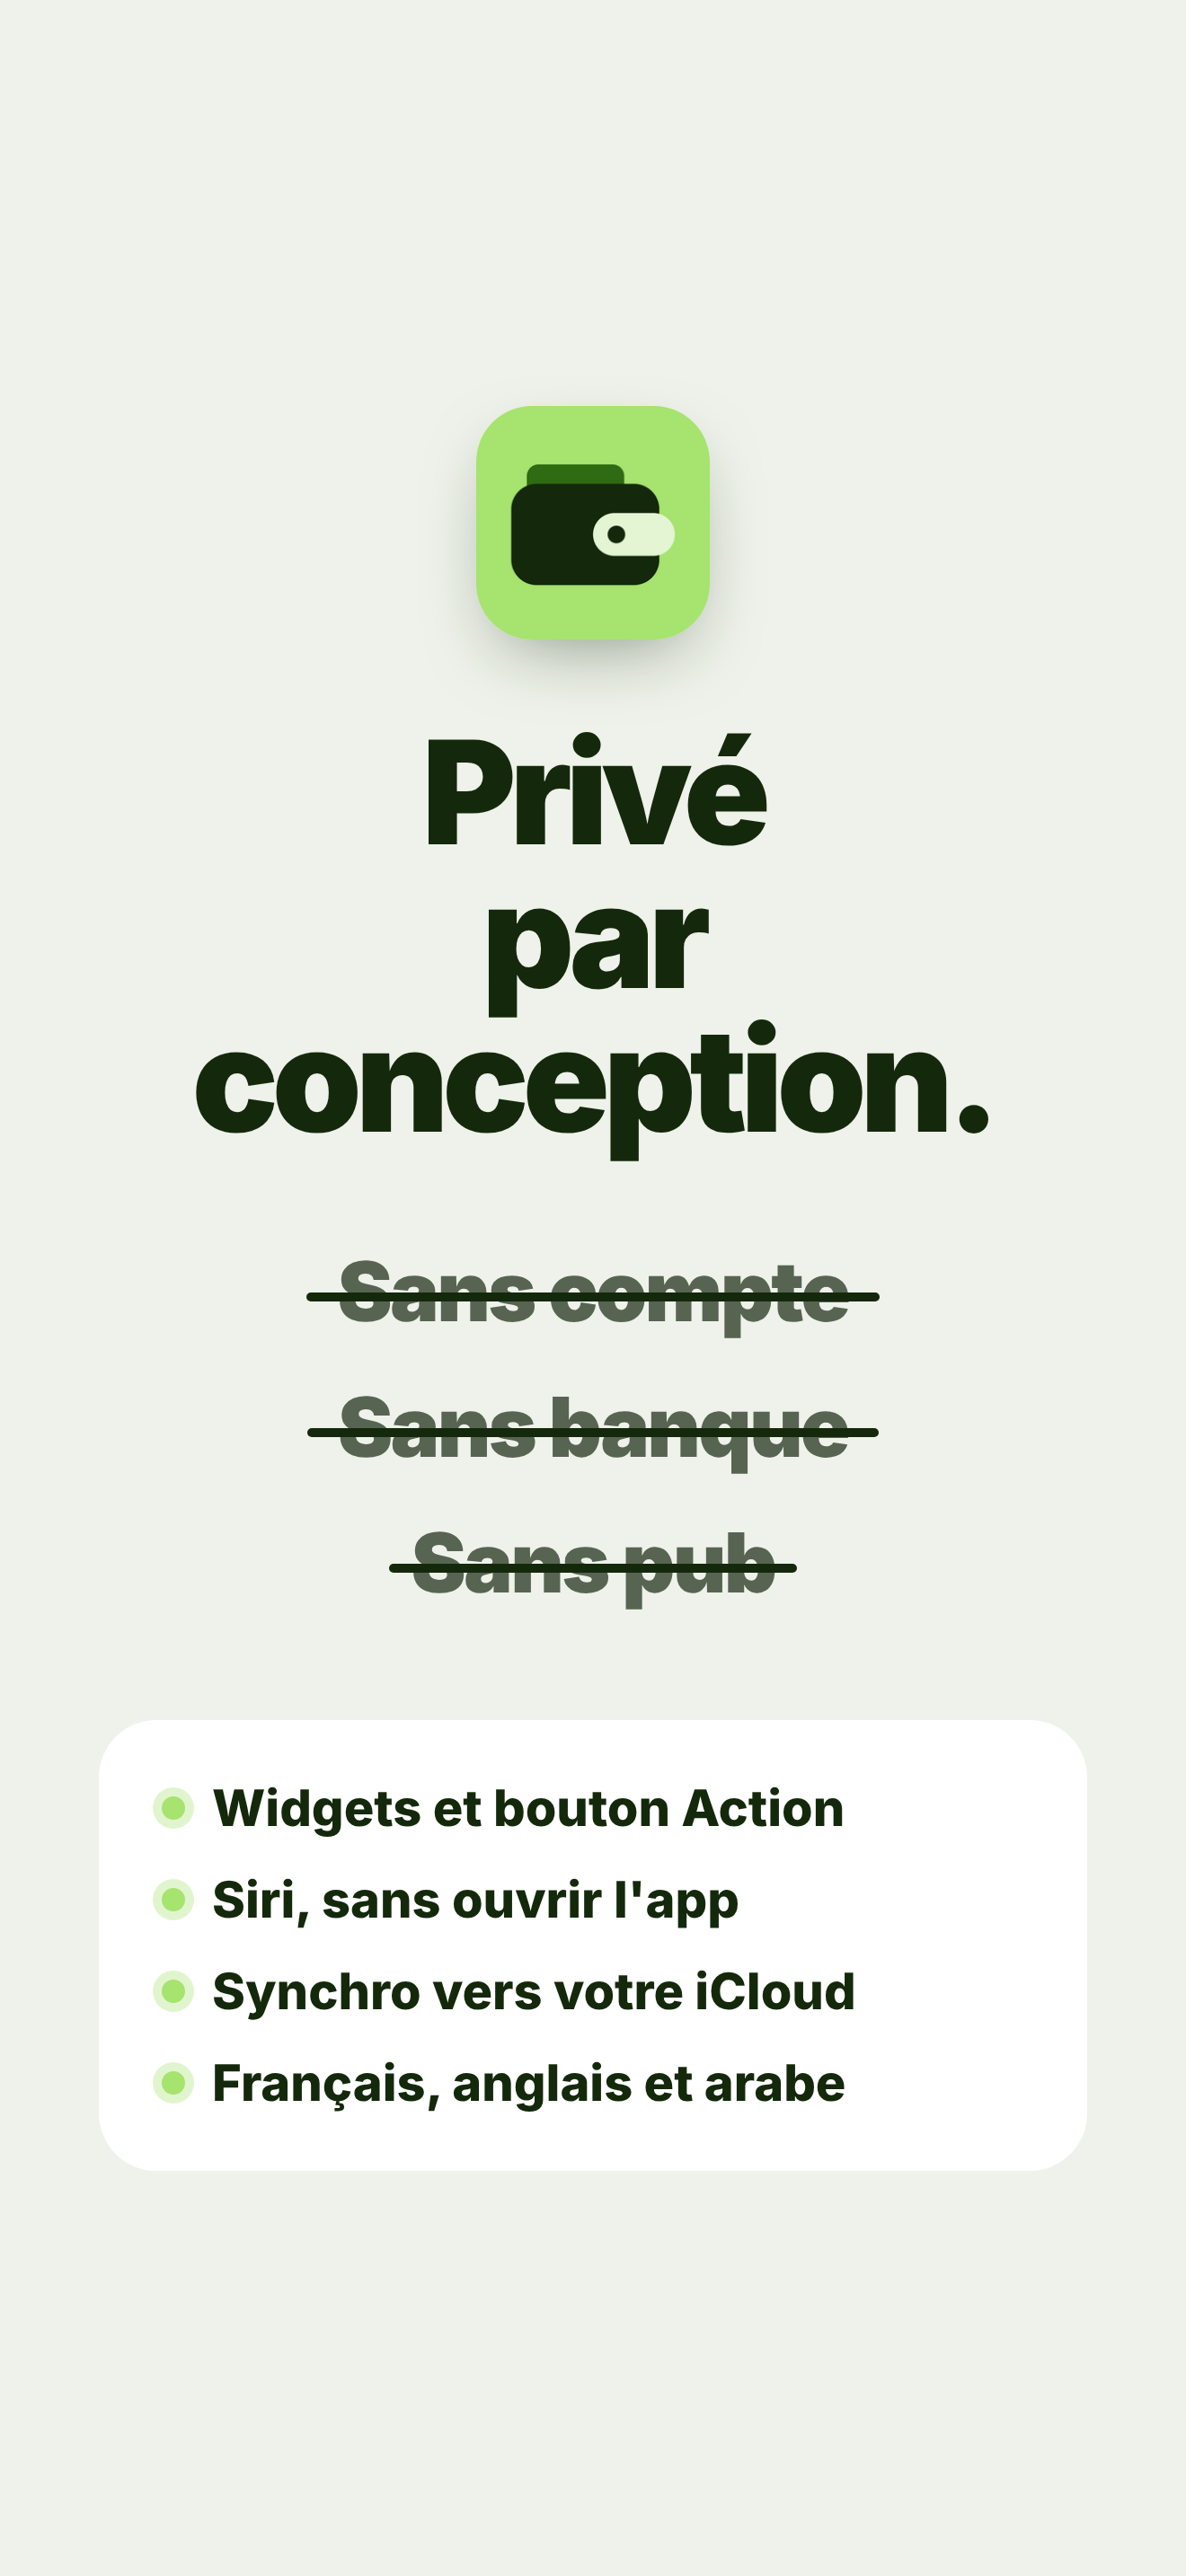 Privé
par
conception.
Sans compte
Sans banque
Sans pub
Widgets et bouton Action
Siri, sans ouvrir l'app
Synchro vers votre iCloud
Français, anglais et arabe